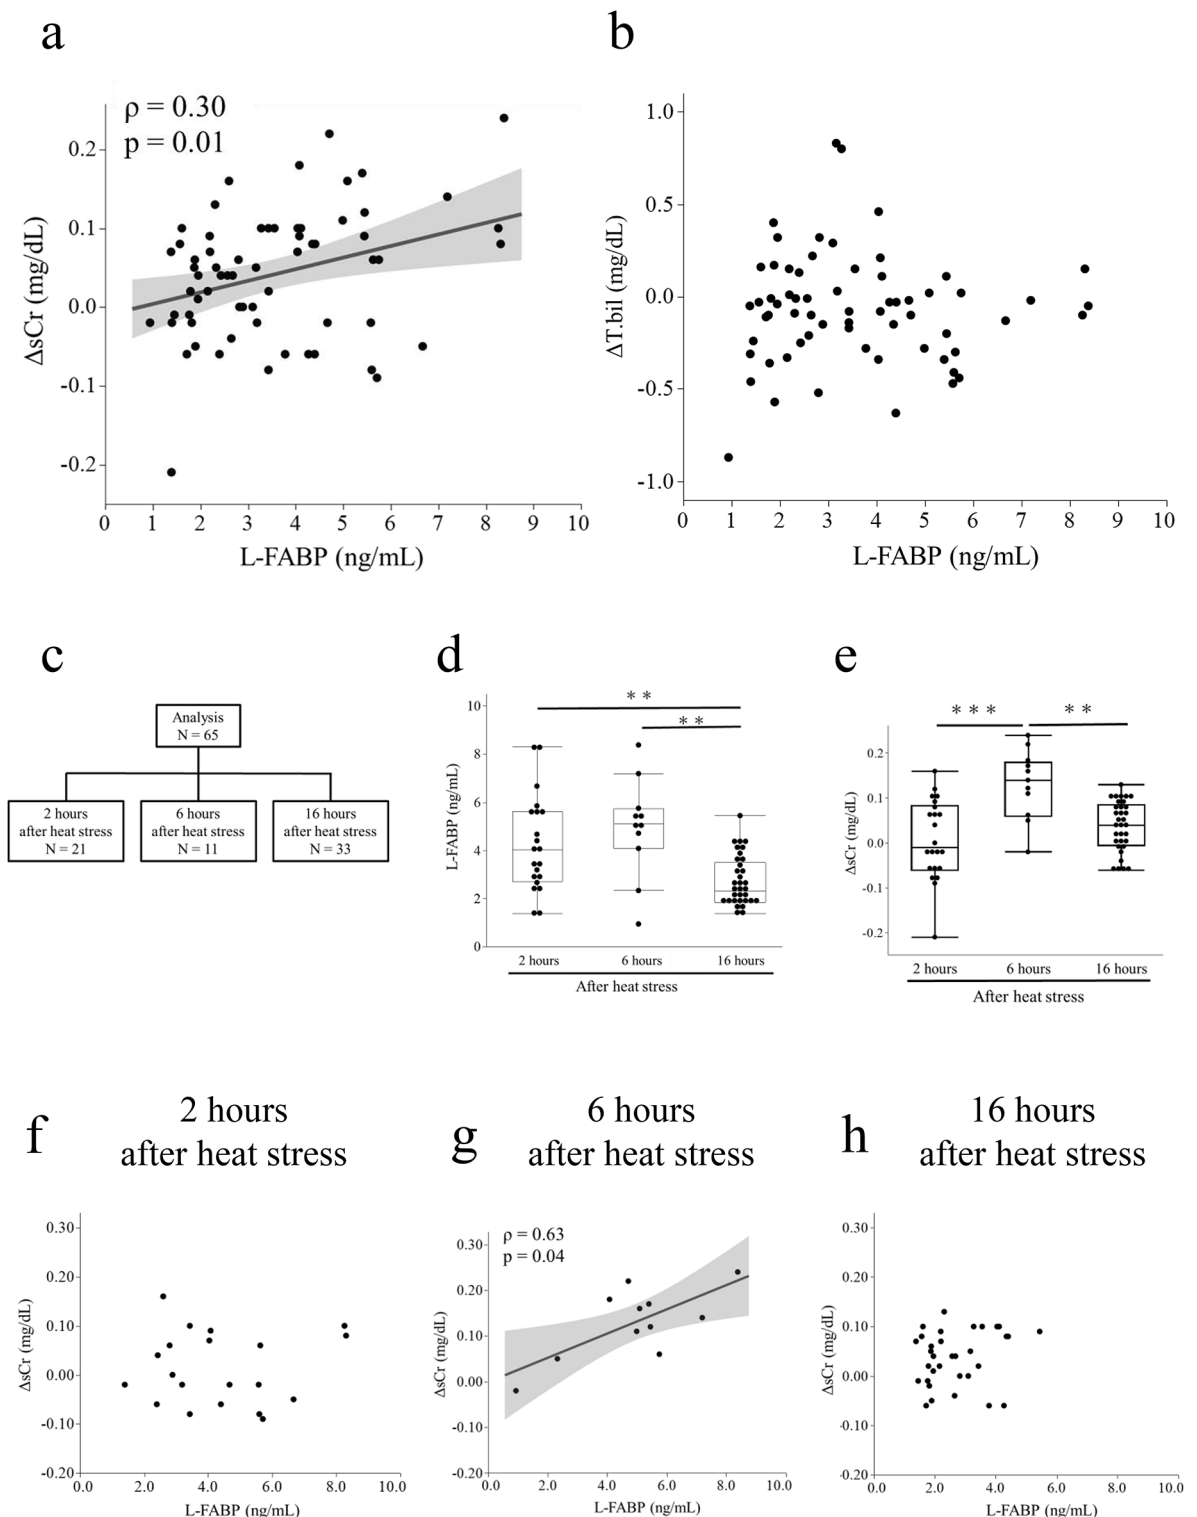 a
ρ = 0.30
p = 0.01
0.2
0.1
0.0
-0.1
-0.2
ΔsCr (mg/dL)
0 1 2 3 4 5 6 7 8 9 10
L-FABP (ng/mL)
b
1.0
0.5
0.0
-0.5
-1.0
ΔT.bil (mg/dL)
0 1 2 3 4 5 6 7 8 9 10
L-FABP (ng/mL)
c
Analysis
N = 65
2 hours
after heat stress
N = 21
6 hours
after heat stress
N = 11
16 hours
after heat stress
N = 33
d
**
**
10
8
6
4
2
0
L-FABP (ng/mL)
2 hours 6 hours 16 hours
After heat stress
e
*** **
0.2
0.1
0.0
-0.1
-0.2
ΔsCr (mg/dL)
2 hours 6 hours 16 hours
After heat stress
f
2 hours
after heat stress
0.30
0.20
0.10
0.00
-0.10
-0.20
ΔsCr (mg/dL)
0.0 2.0 4.0 6.0 8.0 10.0
L-FABP (ng/mL)
g
6 hours
after heat stress
ρ = 0.63
p = 0.04
0.30
0.20
0.10
0.00
-0.10
-0.20
ΔsCr (mg/dL)
0.0 2.0 4.0 6.0 8.0 10.0
L-FABP (ng/mL)
h
16 hours
after heat stress
0.30
0.20
0.10
0.00
-0.10
-0.20
ΔsCr (mg/dL)
0.0 2.0 4.0 6.0 8.0 10.0
L-FABP (ng/mL)